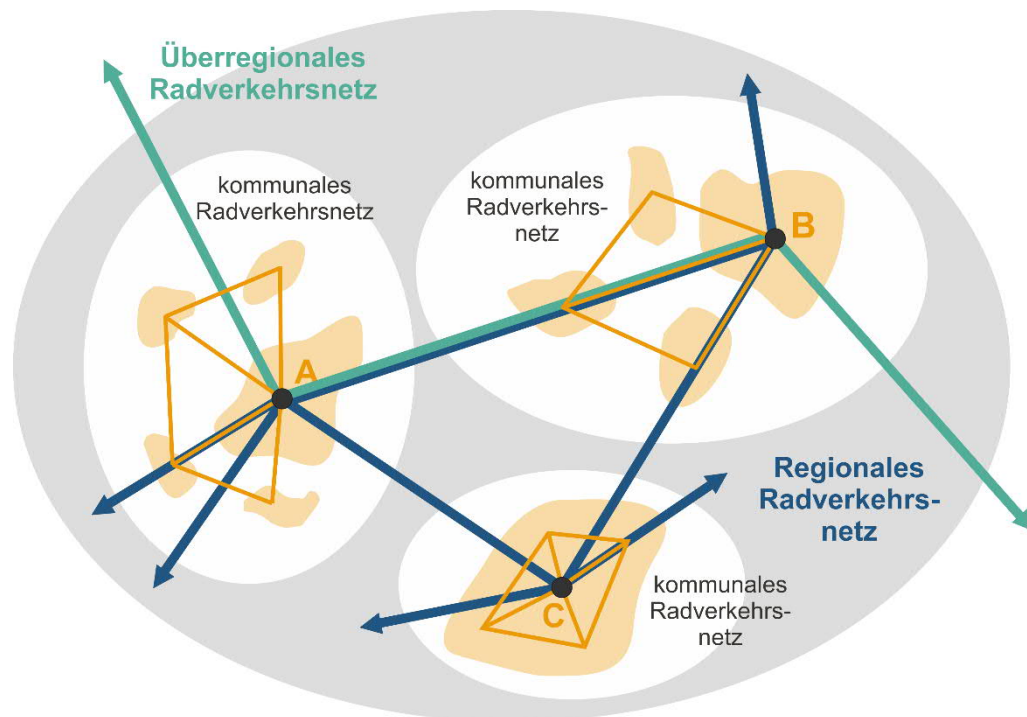 Überregionales
Radverkehrsnetz
kommunales
Radverkehrsnetz
kommunales
Radverkehrs-
netz
B
A
Regionales
Radverkehrs-
netz
kommunales
Radverkehrs-
netz
C